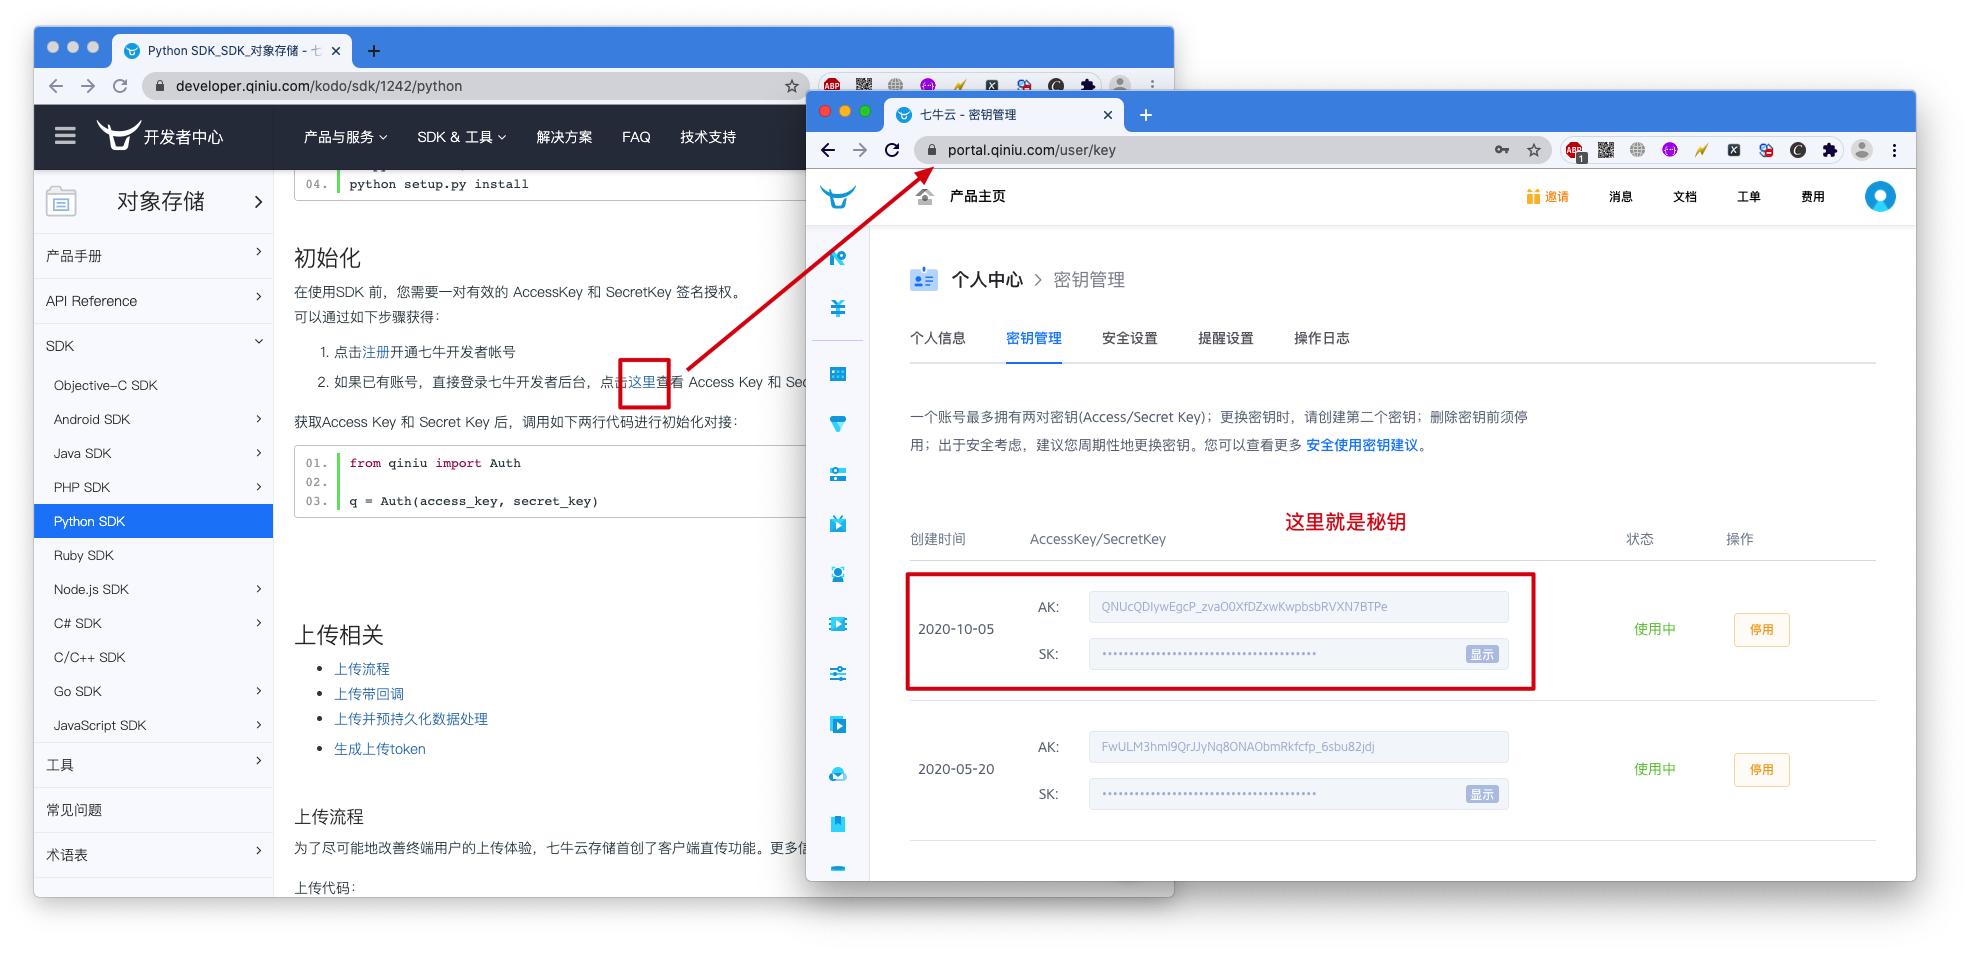 Python SDK_SDK_对象存储 - 七
developer.qiniu.com/kodo/sdk/1242/python
ABP
开发者中心
产品与服务
SDK & 工具
解决方案
FAQ
技术支持
对象存储
产品手册
API Reference
SDK
Objective-C SDK
Android SDK
Java SDK
PHP SDK
Python SDK
Ruby SDK
Node.js SDK
C# SDK
C/C++ SDK
Go SDK
JavaScript SDK
工具
常见问题
术语表
04. python setup.py install
初始化
在使用SDK 前，您需要一对有效的 AccessKey 和 SecretKey 签名授权。
可以通过如下步骤获得：
1. 点击注册开通七牛开发者帐号
2. 如果已有账号，直接登录七牛开发者后台，点击这里查看 Access Key 和 Sec
获取Access Key 和 Secret Key 后，调用如下两行代码进行初始化对接：
01. from qiniu import Auth
02.
03. q = Auth(access_key, secret_key)
上传相关
上传流程
上传带回调
上传并预持久化数据处理
生成上传token
上传流程
为了尽可能地改善终端用户的上传体验，七牛云存储首创了客户端直传功能。更多信
上传代码：
七牛云 - 密钥管理
portal.qiniu.com/user/key
ABP
1
产品主页
邀请
消息
文档
工单
费用
个人中心 > 密钥管理
个人信息
密钥管理
安全设置
提醒设置
操作日志
一个账号最多拥有两对密钥(Access/Secret Key)；更换密钥时，请创建第二个密钥；删除密钥前须停
用；出于安全考虑，建议您周期性地更换密钥。您可以查看更多 安全使用密钥建议。
这里就是秘钥
创建时间
AccessKey/SecretKey
状态
操作
2020-10-05
AK:
QNUcQDIywEgcP_zvaO0XfDZxwKwpbsbRVXN7BTPe
SK:
显示
使用中
停用
2020-05-20
AK:
FwULM3hmI9QrJJyNq8ONAObmRkfcfp_6sbu82jdj
SK:
显示
使用中
停用